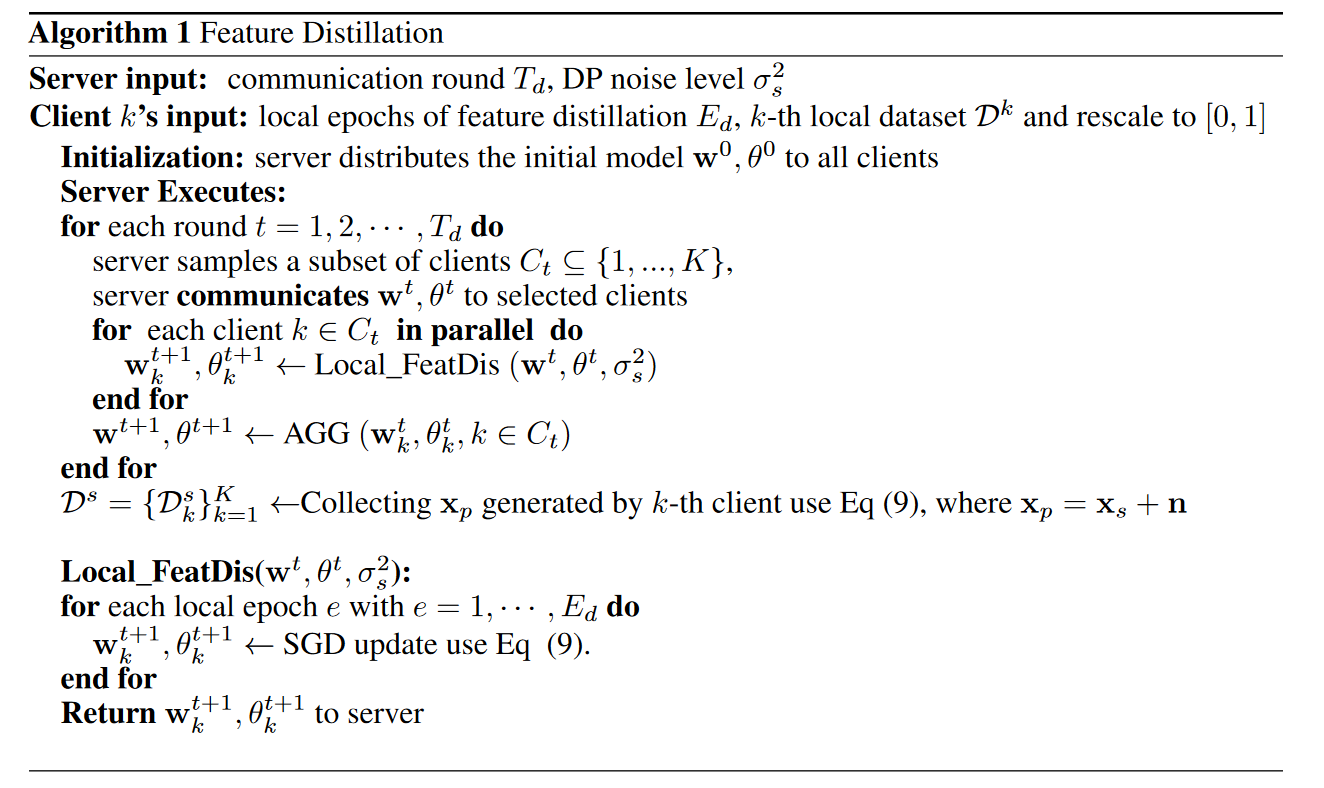 Algorithm 1 Feature Distillation
Server input: communication round $T_d$, DP noise level $\sigma_s^2$
Client $k$'s input: local epochs of feature distillation $E_d$, $k$-th local dataset $\mathcal{D}^k$ and rescale to $[0, 1]$
Initialization: server distributes the initial model $\mathbf{w}^0, \theta^0$ to all clients
Server Executes:
for each round $t = 1, 2, \cdots, T_d$ do
server samples a subset of clients $C_t \subseteq \{1, ..., K\}$,
server communicates $\mathbf{w}^t, \theta^t$ to selected clients
for each client $k \in C_t$ in parallel do
$\mathbf{w}_k^{t+1}, \theta_k^{t+1} \leftarrow$ Local_FeatDis $(\mathbf{w}^t, \theta^t, \sigma_s^2)$
end for
$\mathbf{w}^{t+1}, \theta^{t+1} \leftarrow$ AGG $(\mathbf{w}_k^t, \theta_k^t, k \in C_t)$
end for
$\mathcal{D}^s = \{\mathcal{D}_k^s\}_{k=1}^K \leftarrow$Collecting $\mathbf{x}_p$ generated by $k$-th client use Eq (9), where $\mathbf{x}_p = \mathbf{x}_s + \mathbf{n}$
Local_FeatDis($\mathbf{w}^t, \theta^t, \sigma_s^2$):
for each local epoch $e$ with $e = 1, \cdots, E_d$ do
$\mathbf{w}_k^{t+1}, \theta_k^{t+1} \leftarrow$ SGD update use Eq (9).
end for
Return $\mathbf{w}_k^{t+1}, \theta_k^{t+1}$ to server